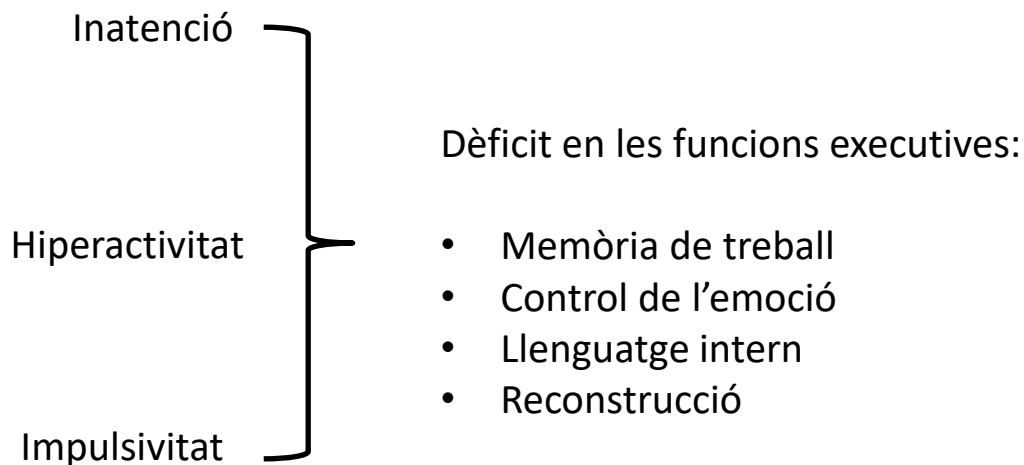 Inatenció
Dèficit en les funcions executives:
Hiperactivitat
• Memòria de treball
• Control de l’emoció
• Llenguatge intern
• Reconstrucció
Impulsivitat